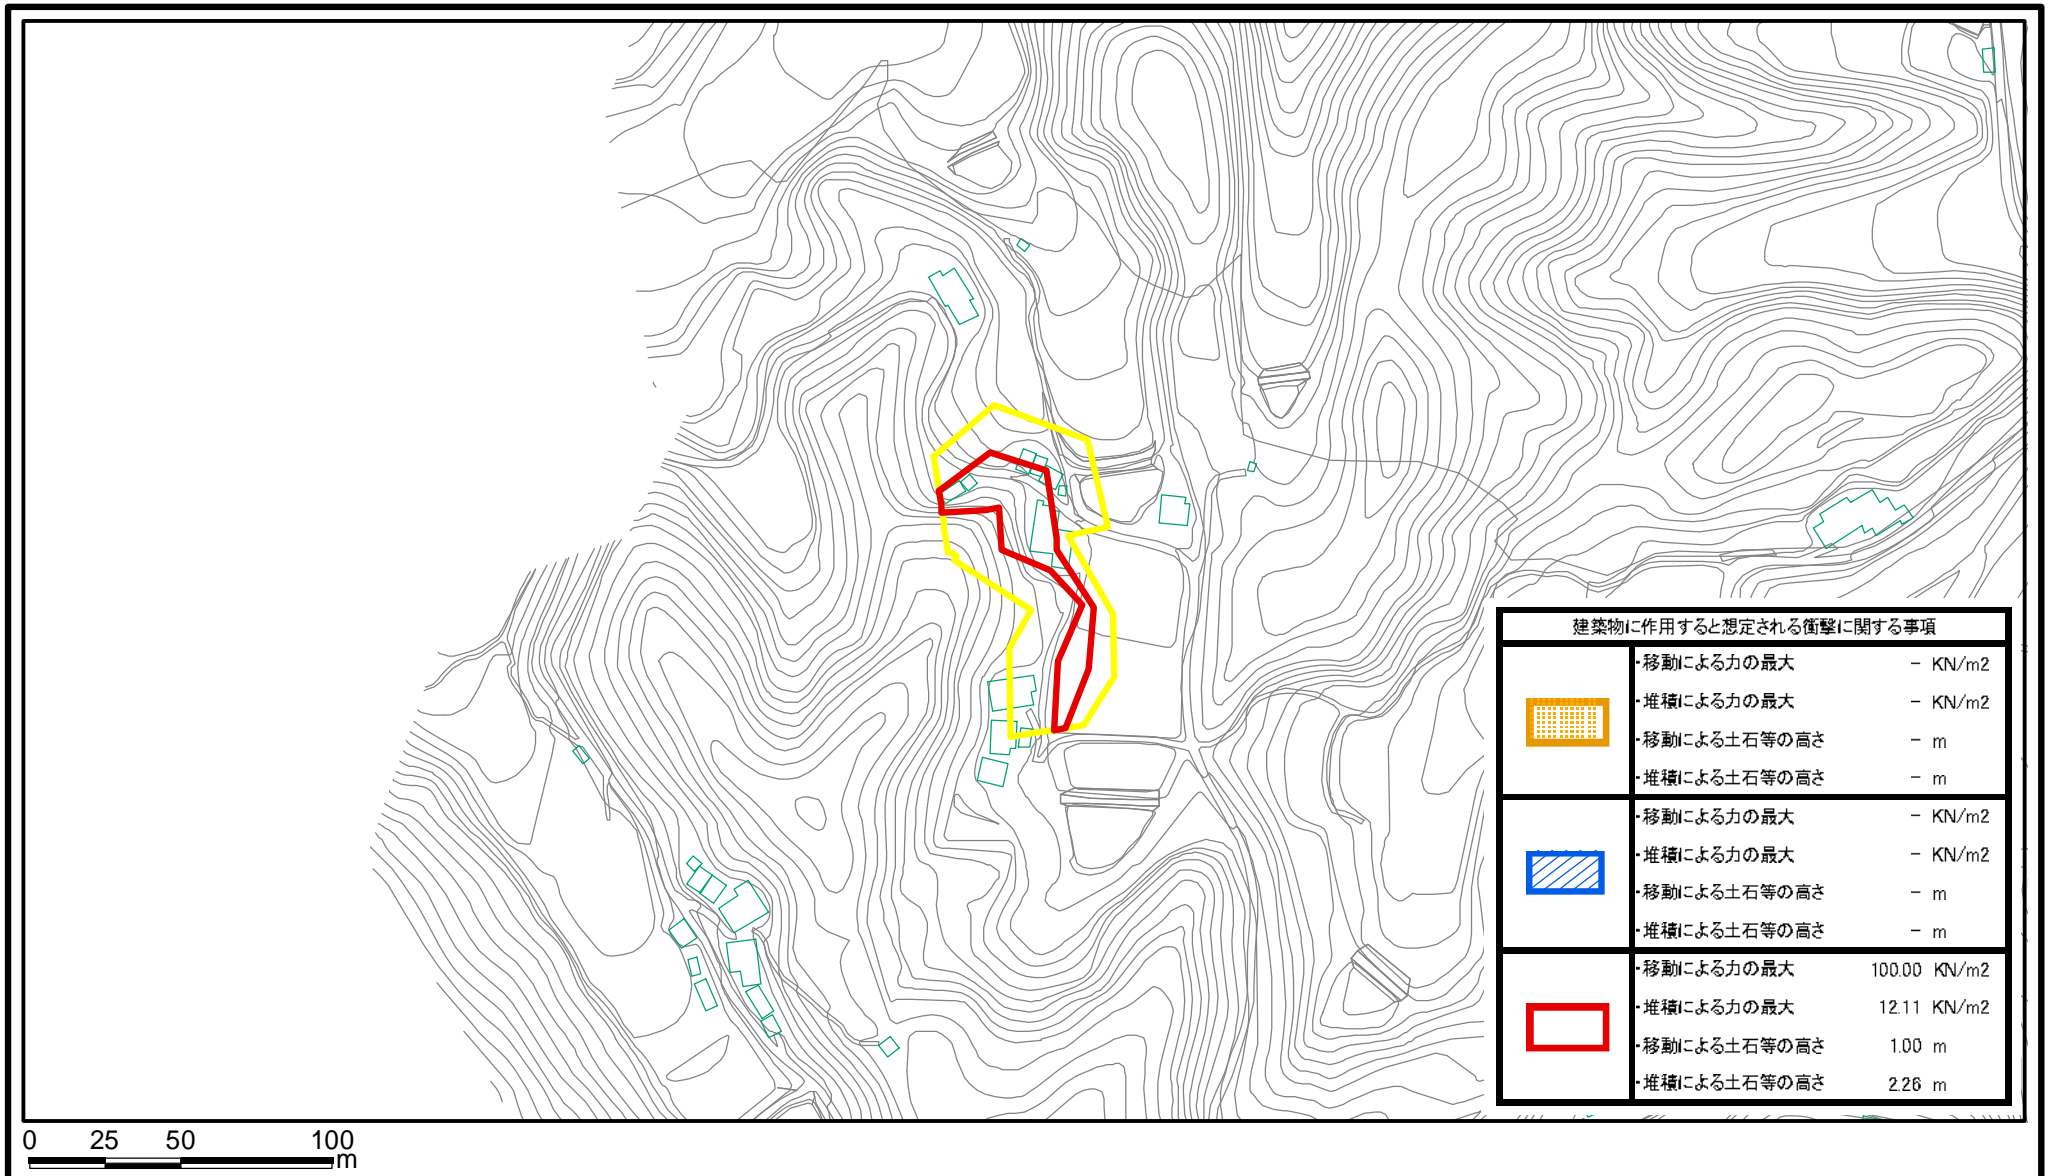 建築物に作用すると想定される衝撃に関する事項
・移動による力の最大 － KN/m2
・堆積による力の最大 － KN/m2
・移動による土石等の高さ － m
・堆積による土石等の高さ － m
・移動による力の最大 － KN/m2
・堆積による力の最大 － KN/m2
・移動による土石等の高さ － m
・堆積による土石等の高さ － m
・移動による力の最大 100.00 KN/m2
・堆積による力の最大 12.11 KN/m2
・移動による土石等の高さ 1.00 m
・堆積による土石等の高さ 2.26 m
0 25 50 100
m